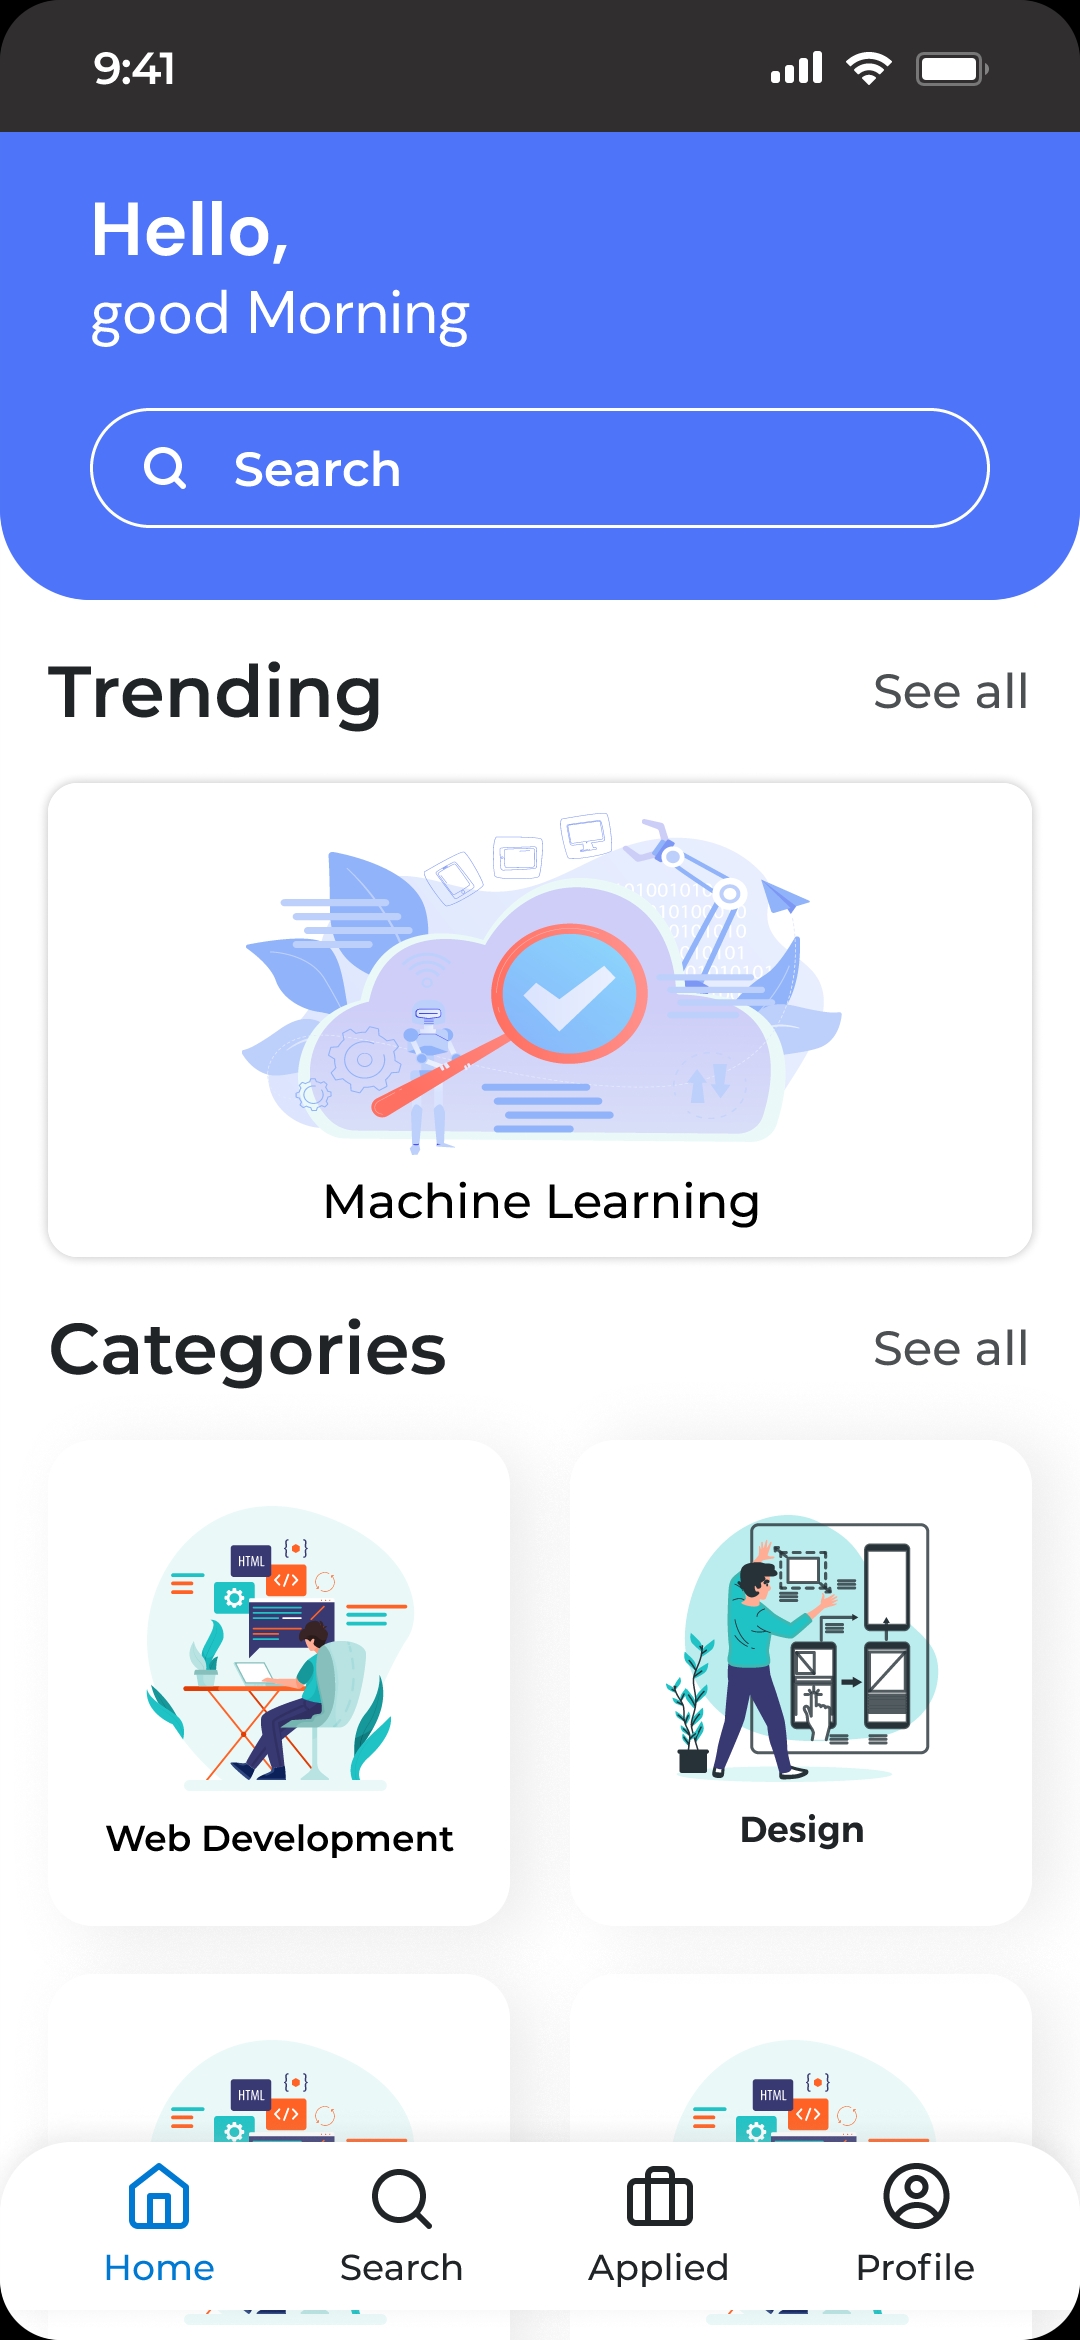 9:41
Hello,
good Morning
Search
Trending
See all
Machine Learning
Categories
See all
HTML
</>
Web Development
Design
HTML
</>
HTML
</>
Home
Search
Applied
Profile